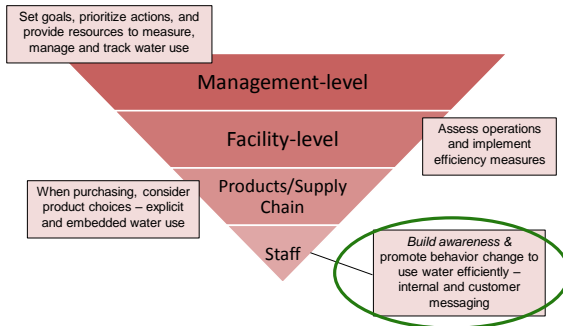 Set goals, prioritize actions, and
provide resources to measure,
manage and track water use
Management-level
Facility-level
Assess operations
and implement
efficiency measures
Products/Supply
Chain
When purchasing, consider
product choices – explicit
and embedded water use
Staff
Build awareness &
promote behavior change to
use water efficiently –
internal and customer
messaging